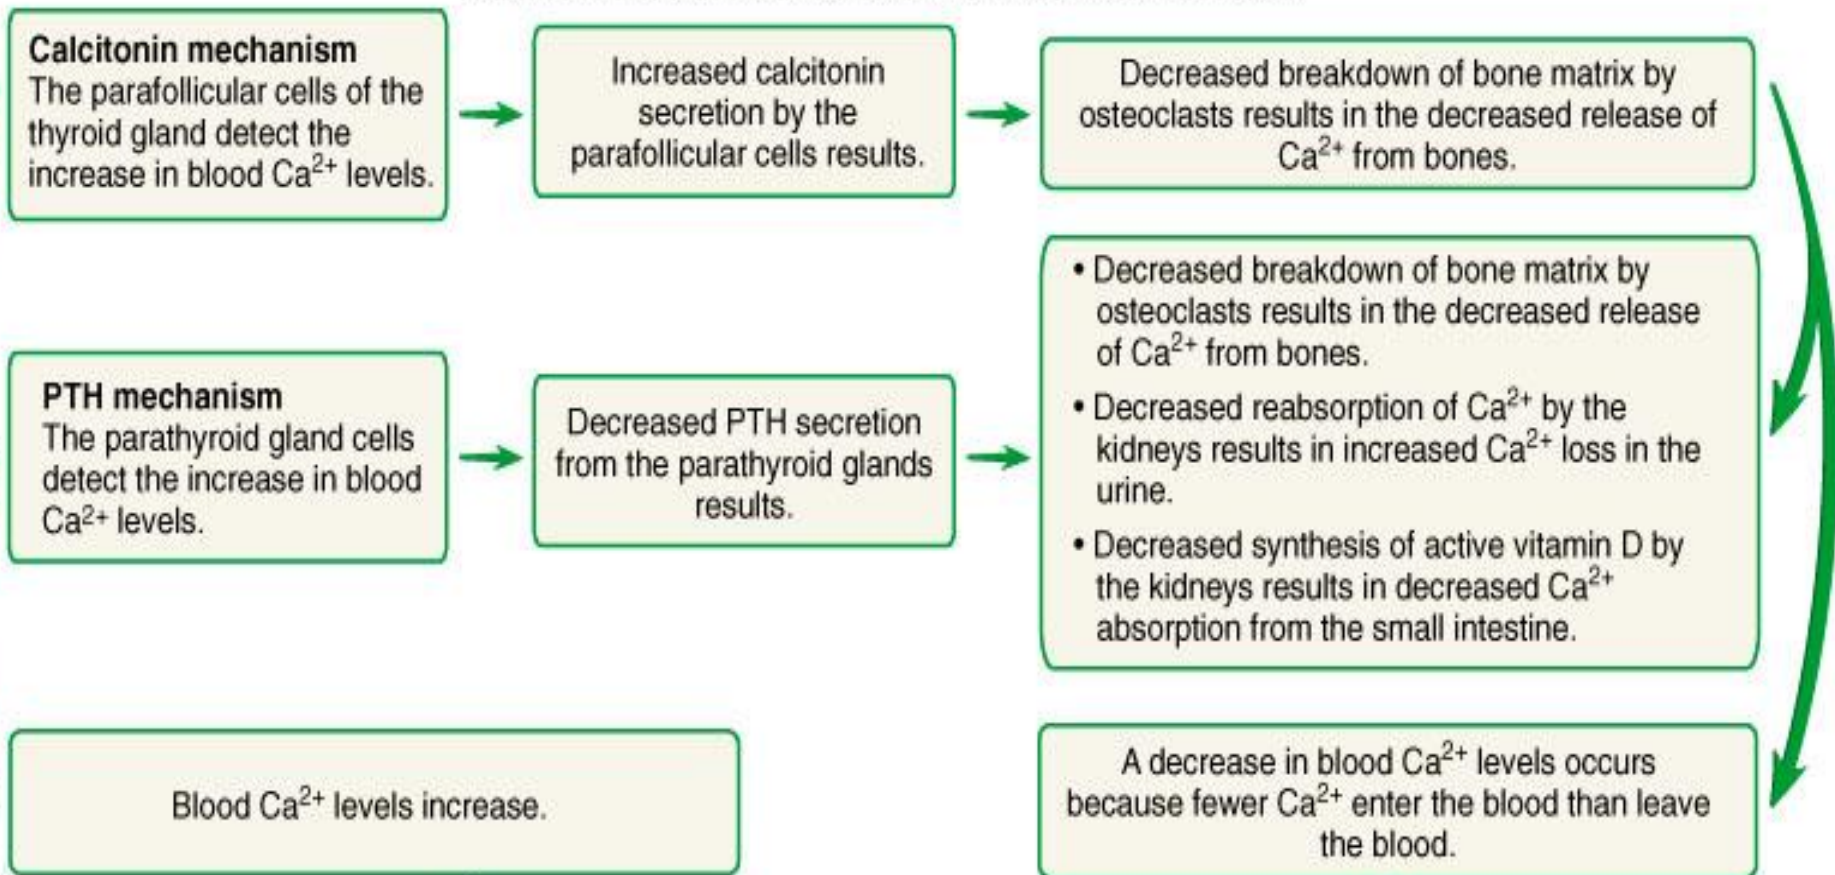 Calcitonin mechanism
The parafollicular cells of the
thyroid gland detect the
increase in blood Ca²⁺ levels.
Increased calcitonin
secretion by the
parafollicular cells results.
Decreased breakdown of bone matrix by
osteoclasts results in the decreased release of
Ca²⁺ from bones.
PTH mechanism
The parathyroid gland cells
detect the increase in blood
Ca²⁺ levels.
Decreased PTH secretion
from the parathyroid glands
results.
• Decreased breakdown of bone matrix by
osteoclasts results in the decreased release
of Ca²⁺ from bones.
• Decreased reabsorption of Ca²⁺ by the
kidneys results in increased Ca²⁺ loss in the
urine.
• Decreased synthesis of active vitamin D by
the kidneys results in decreased Ca²⁺
absorption from the small intestine.
Blood Ca²⁺ levels increase.
A decrease in blood Ca²⁺ levels occurs
because fewer Ca²⁺ enter the blood than leave
the blood.